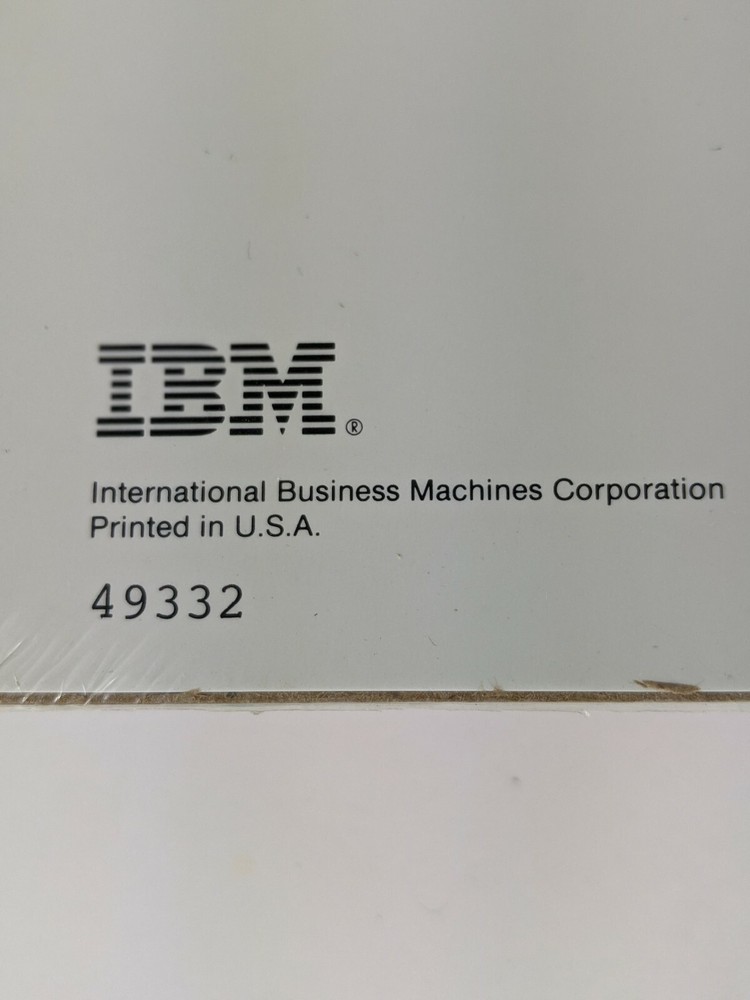 IBM®
International Business Machines Corporation
Printed in U.S.A.
49332